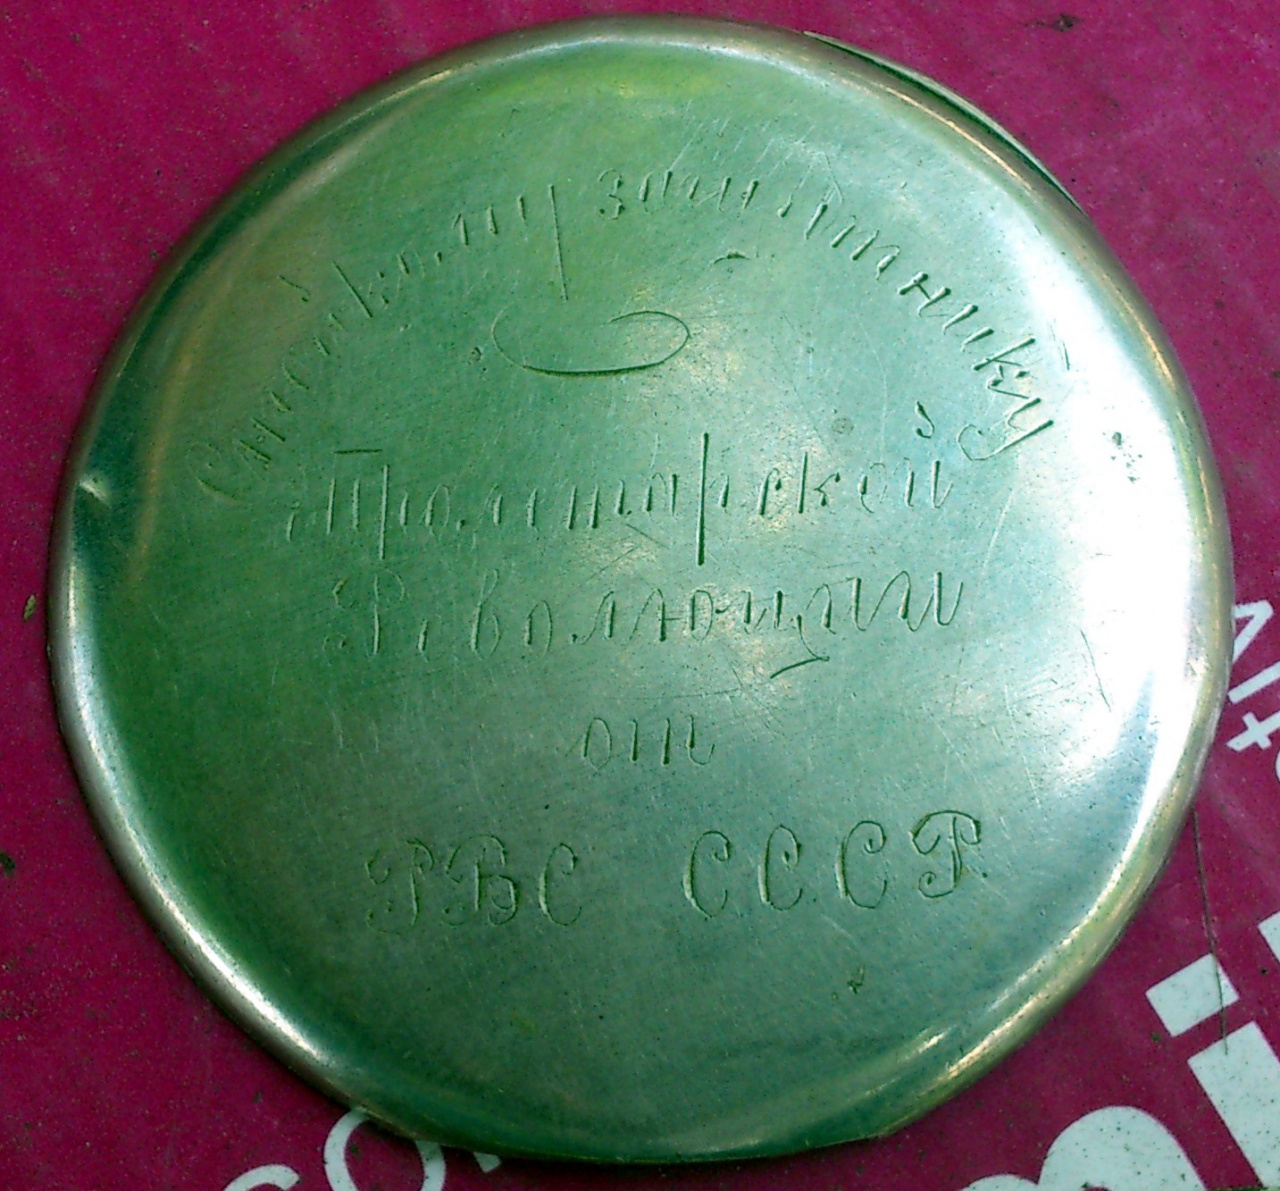 Стойкому защитнику
Пролетарской
Революции
от
РВС СССР